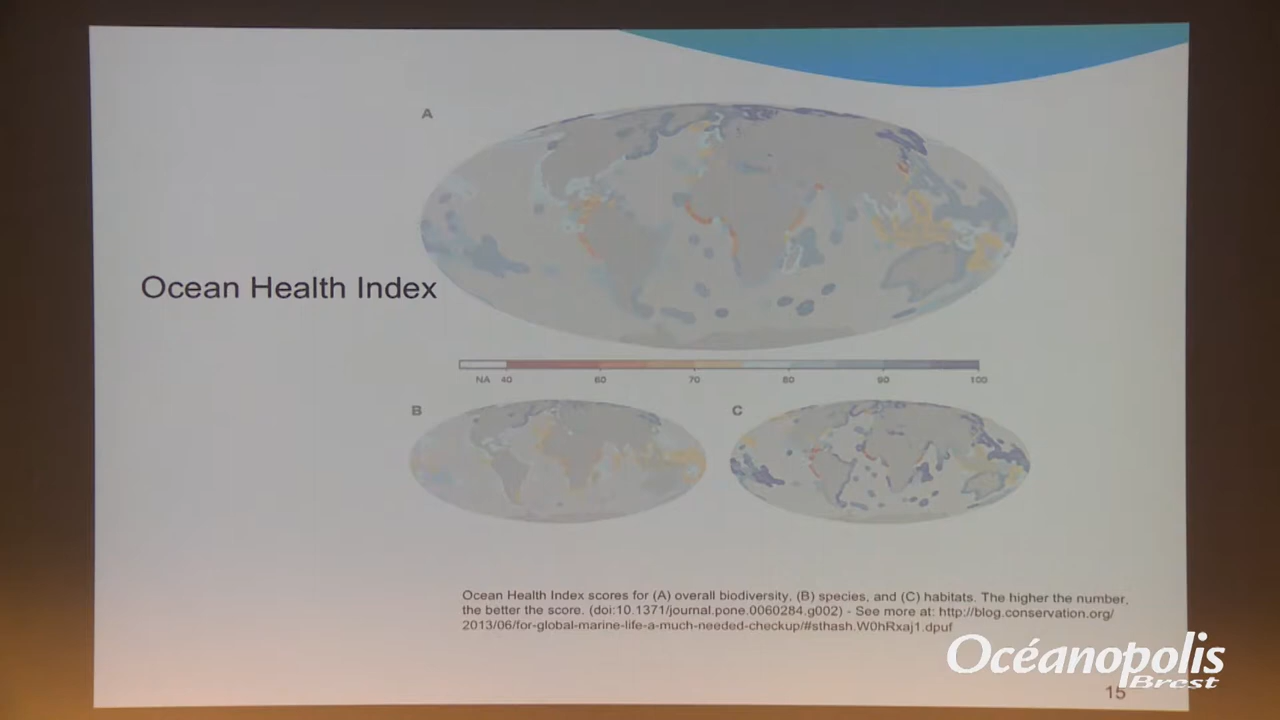 A
Ocean Health Index
NA 40 60 70 80 90 100
B
C
Ocean Health Index scores for (A) overall biodiversity, (B) species, and (C) habitats. The higher the number,
the better the score. (doi:10.1371/journal.pone.0060284.g002) - See more at: http://blog.conservation.org/
2013/06/for-global-marine-life-a-much-needed-checkup/#sthash.W0hRxaj1.dpuf
Océanopolis
Brest
15